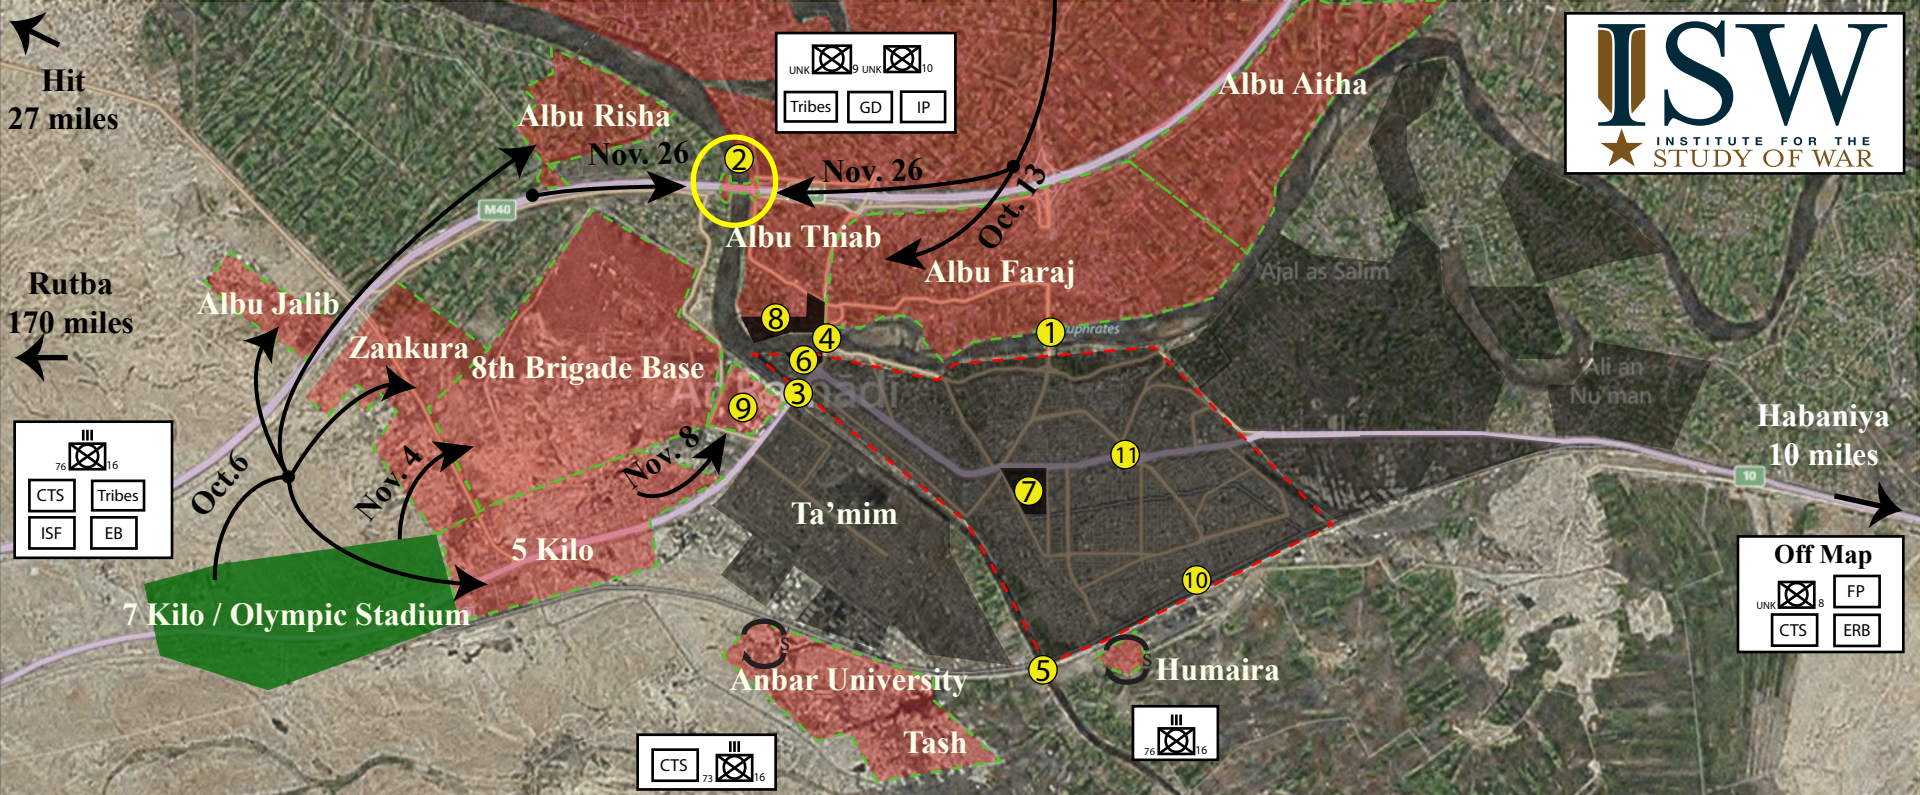 Hit
27 miles
Rutba
170 miles
UNK 9 UNK 10
Tribes GD IP
Albu Risha
Nov. 26
2
Nov. 26
Oct. 13
Albu Aitha
ISW
INSTITUTE FOR THE
STUDY OF WAR
M40
Albu Thiab
Albu Faraj
Ajal as Salim
Albu Jalib
Zankura
8th Brigade Base
8
4
1
Euphrates
6
3
9
Ar Ramadi
Ali an
Nu'man
Habaniya
10 miles
10
III
76 16
CTS Tribes
ISF EB
Oct.6
Nov. 4
Nov. 8
11
7
Ta'mim
5 Kilo
7 Kilo / Olympic Stadium
10
5
S
Anbar University
Tash
S
Humaira
Off Map
UNK 8 FP
CTS ERB
III
CTS 73 16
III
76 16